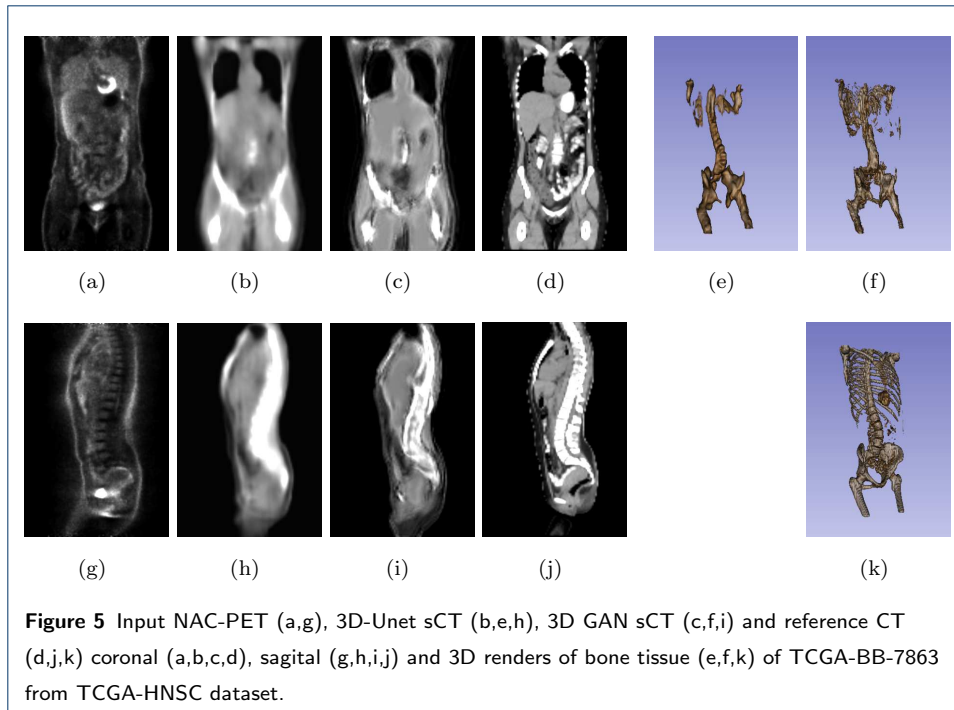 (a) (b) (c) (d) (e) (f)
(g) (h) (i) (j) (k)
Figure 5 Input NAC-PET (a,g), 3D-Unet sCT (b,e,h), 3D GAN sCT (c,f,i) and reference CT
(d,j,k) coronal (a,b,c,d), sagital (g,h,i,j) and 3D renders of bone tissue (e,f,k) of TCGA-BB-7863
from TCGA-HNSC dataset.